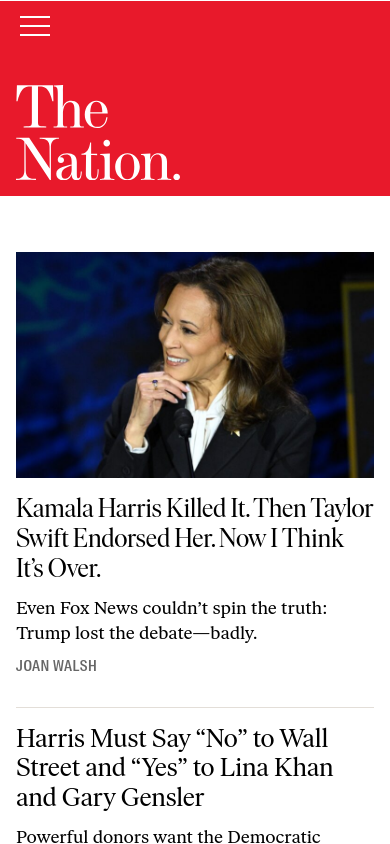 The
Nation.
Kamala Harris Killed It. Then Taylor
Swift Endorsed Her. Now I Think
It’s Over.
Even Fox News couldn’t spin the truth:
Trump lost the debate—badly.
JOAN WALSH
Harris Must Say “No” to Wall
Street and “Yes” to Lina Khan
and Gary Gensler
Powerful donors want the Democratic